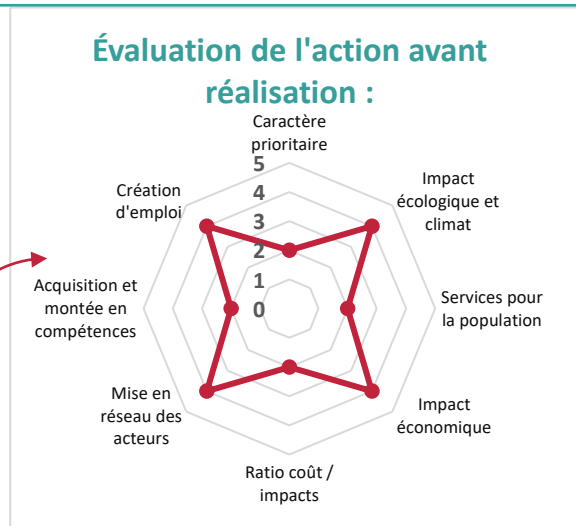 Évaluation de l'action avant
réalisation :
Caractère
prioritaire
5
4
3
2
1
0
Impact
écologique et
climat
Services pour
la population
Impact
économique
Ratio coût /
impacts
Mise en
réseau des
acteurs
Acquisition et
montée en
compétences
Création
d'emploi